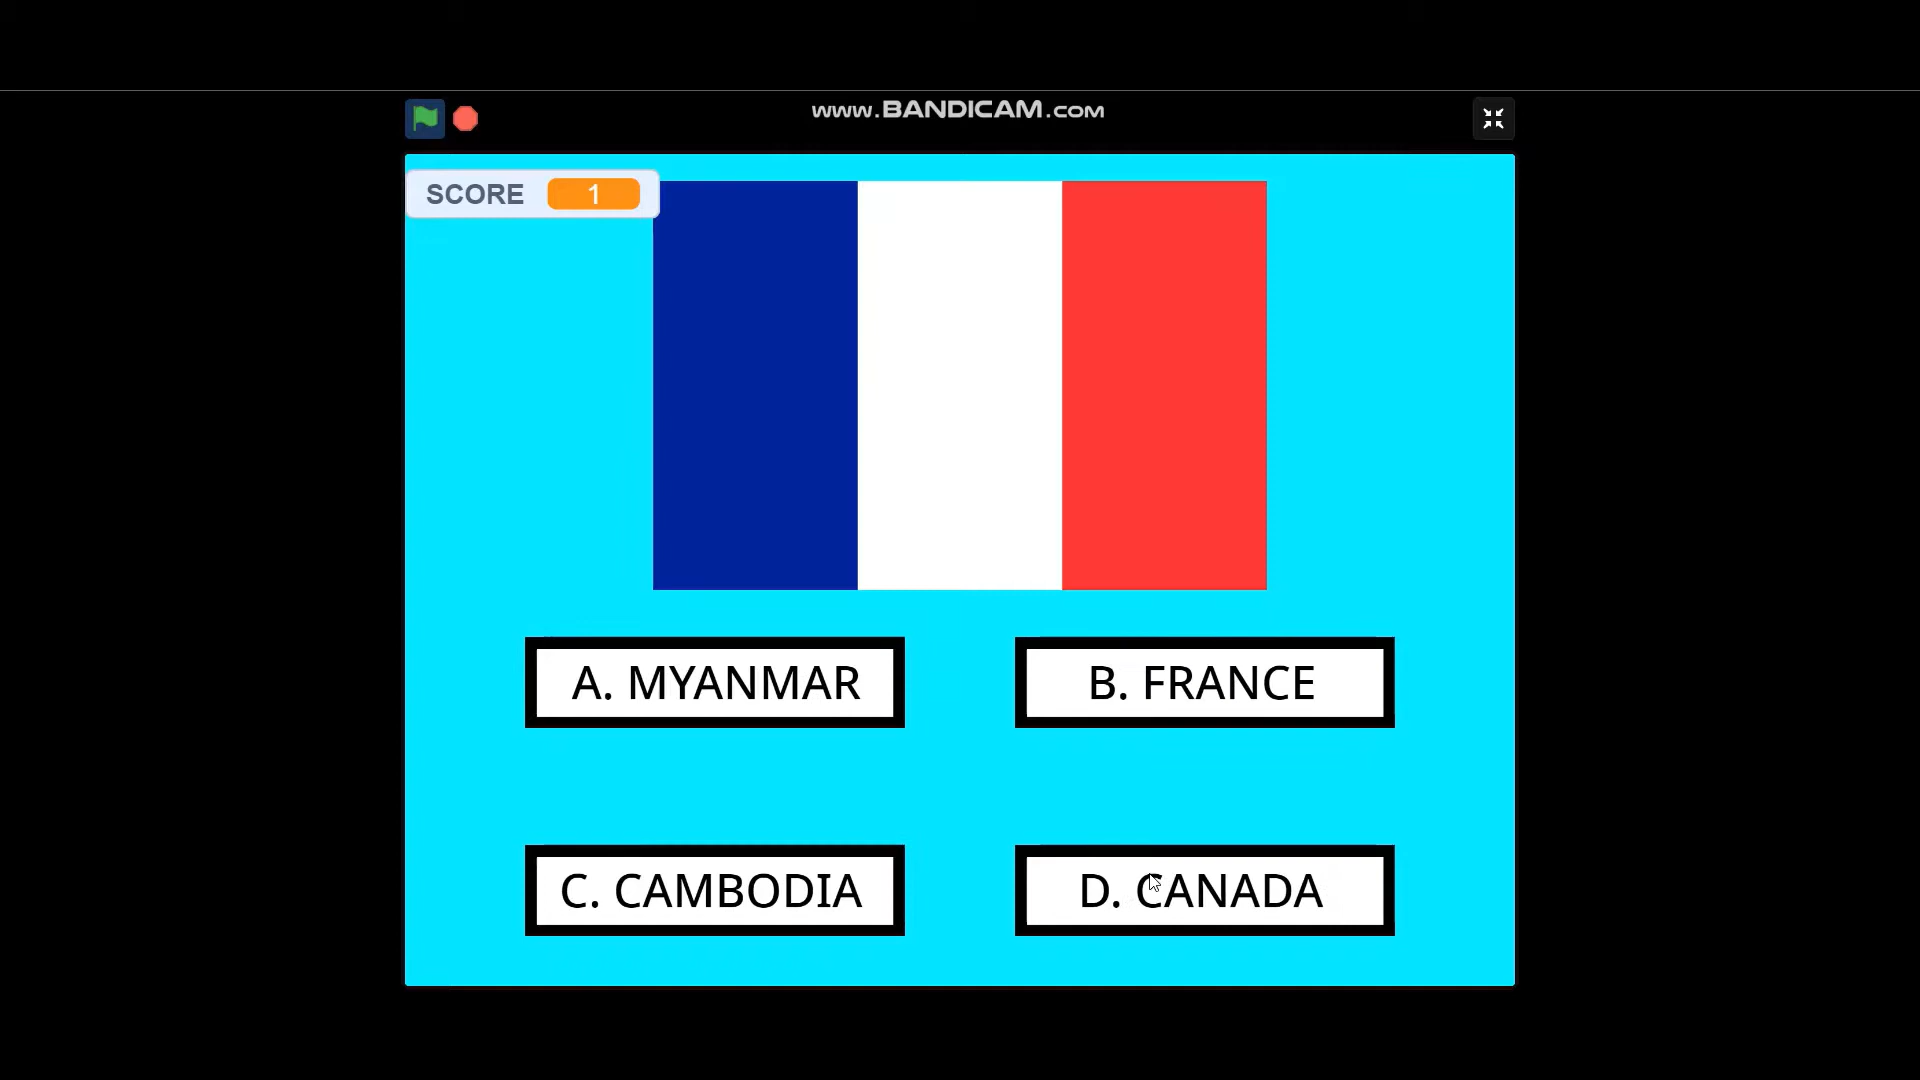 www.BANDICAM.COM
SCORE 1
A. MYANMAR
B. FRANCE
C. CAMBODIA
D. CANADA